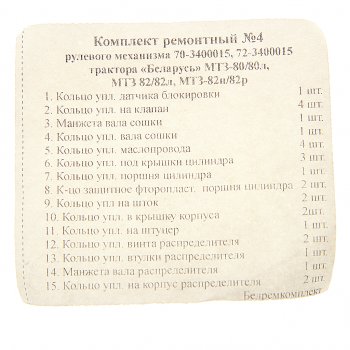 Комплект ремонтный №4
рулевого механизма 70-3400015, 72-3400015
трактора «Беларусь» МТЗ-80/80л,
МТЗ 82/82л, МТЗ-82н/82р
1. Кольцо упл. датчика блокировки 1 шт.
2. Кольцо упл. на клапан 4 шт.
3. Манжета вала сошки 1 шт.
4. Кольцо упл. вала сошки 1 шт.
5. Кольцо упл. маслопровода 4 шт.
6. Кольцо упл. под крышки цилиндра 3 шт.
7. Кольцо упл. поршня цилиндра 1 шт.
8. К-цо защитное фторопласт. поршня цилиндра 2 шт.
9. Кольцо упл на шток 2 шт.
10. Кольцо упл. в крышку корпуса 2шт.
11. Кольцо упл. на штуцер 1 шт.
12. Кольцо упл. винта распределителя 2 шт.
13. Кольцо упл. втулки распределителя 1 шт.
14. Манжета вала распределителя 1 шт.
15. Кольцо упл. на корпус распределителя 2 шт.
Белремкомплект